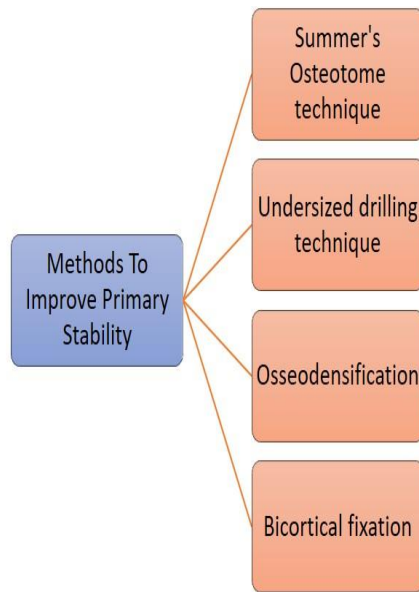 Methods To
Improve Primary
Stability
Summer's
Osteotome
technique
Undersized drilling
technique
Osseodensification
Bicortical fixation